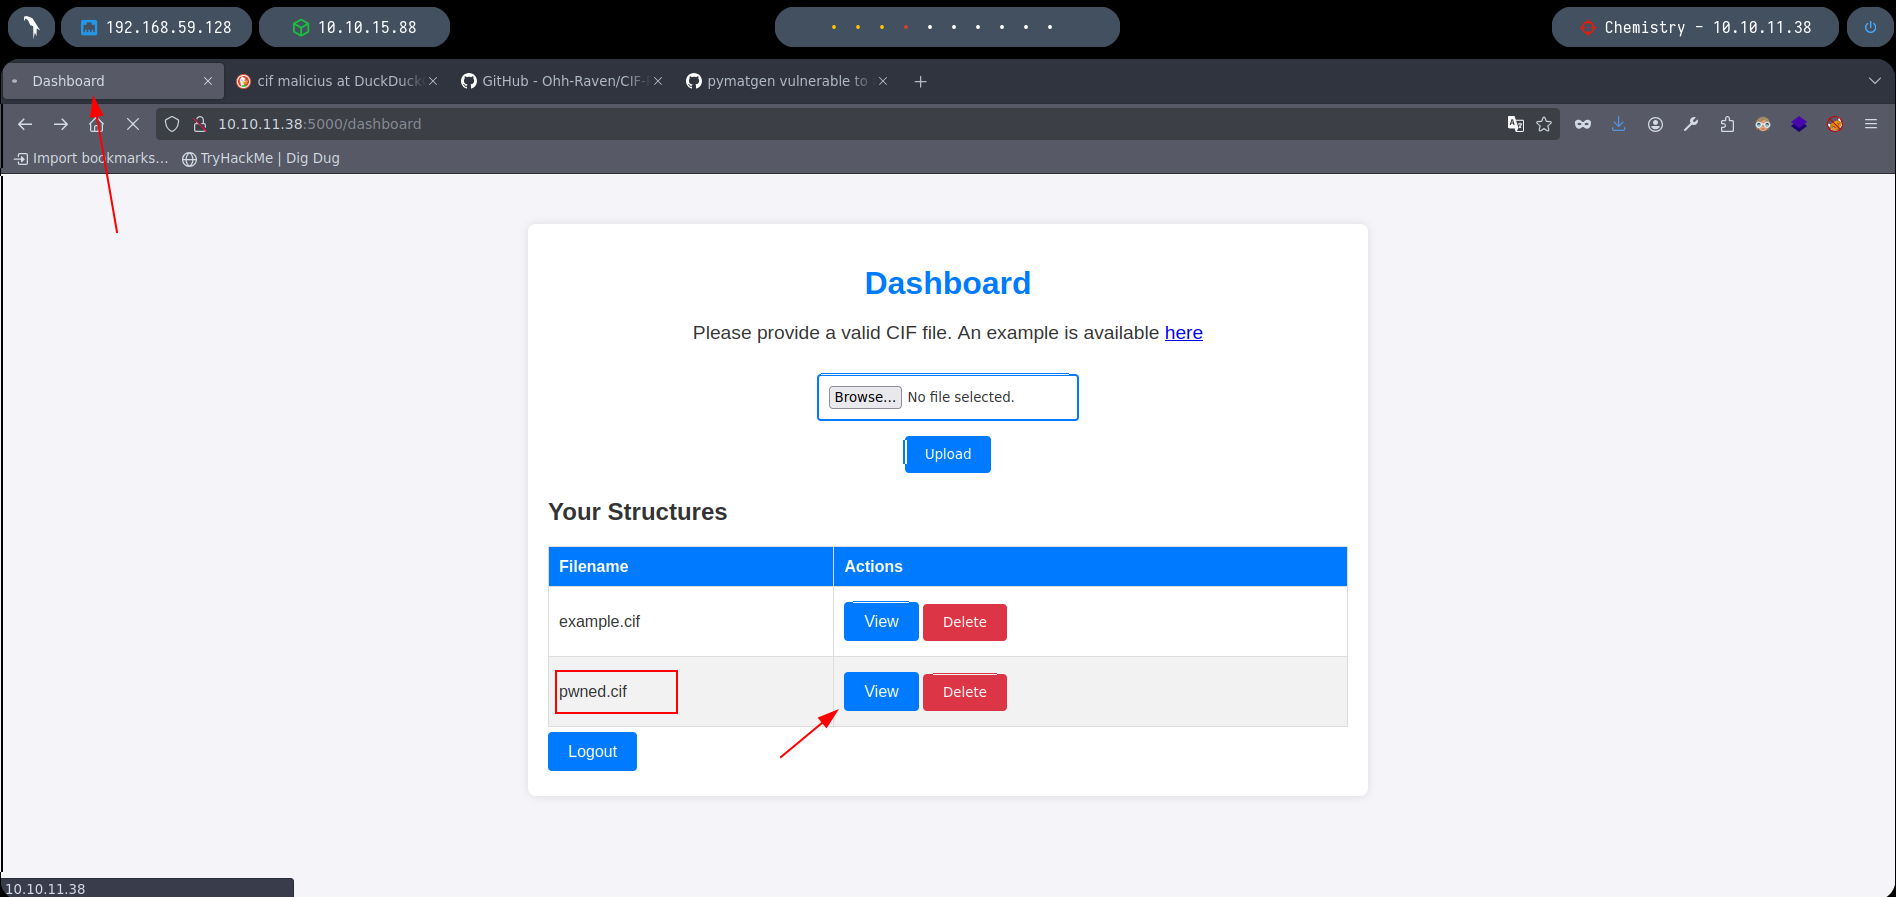 192.168.59.128
10.10.15.88
Chemistry - 10.10.11.38
Dashboard
cif malicius at DuckDuck
GitHub - Ohh-Raven/CIF-
pymatgen vulnerable to
10.10.11.38:5000/dashboard
Import bookmarks...
TryHackMe | Dig Dug
Dashboard
Please provide a valid CIF file. An example is available here
Browse... No file selected.
Upload
Your Structures
Filename Actions
example.cif View Delete
pwned.cif View Delete
Logout
10.10.11.38